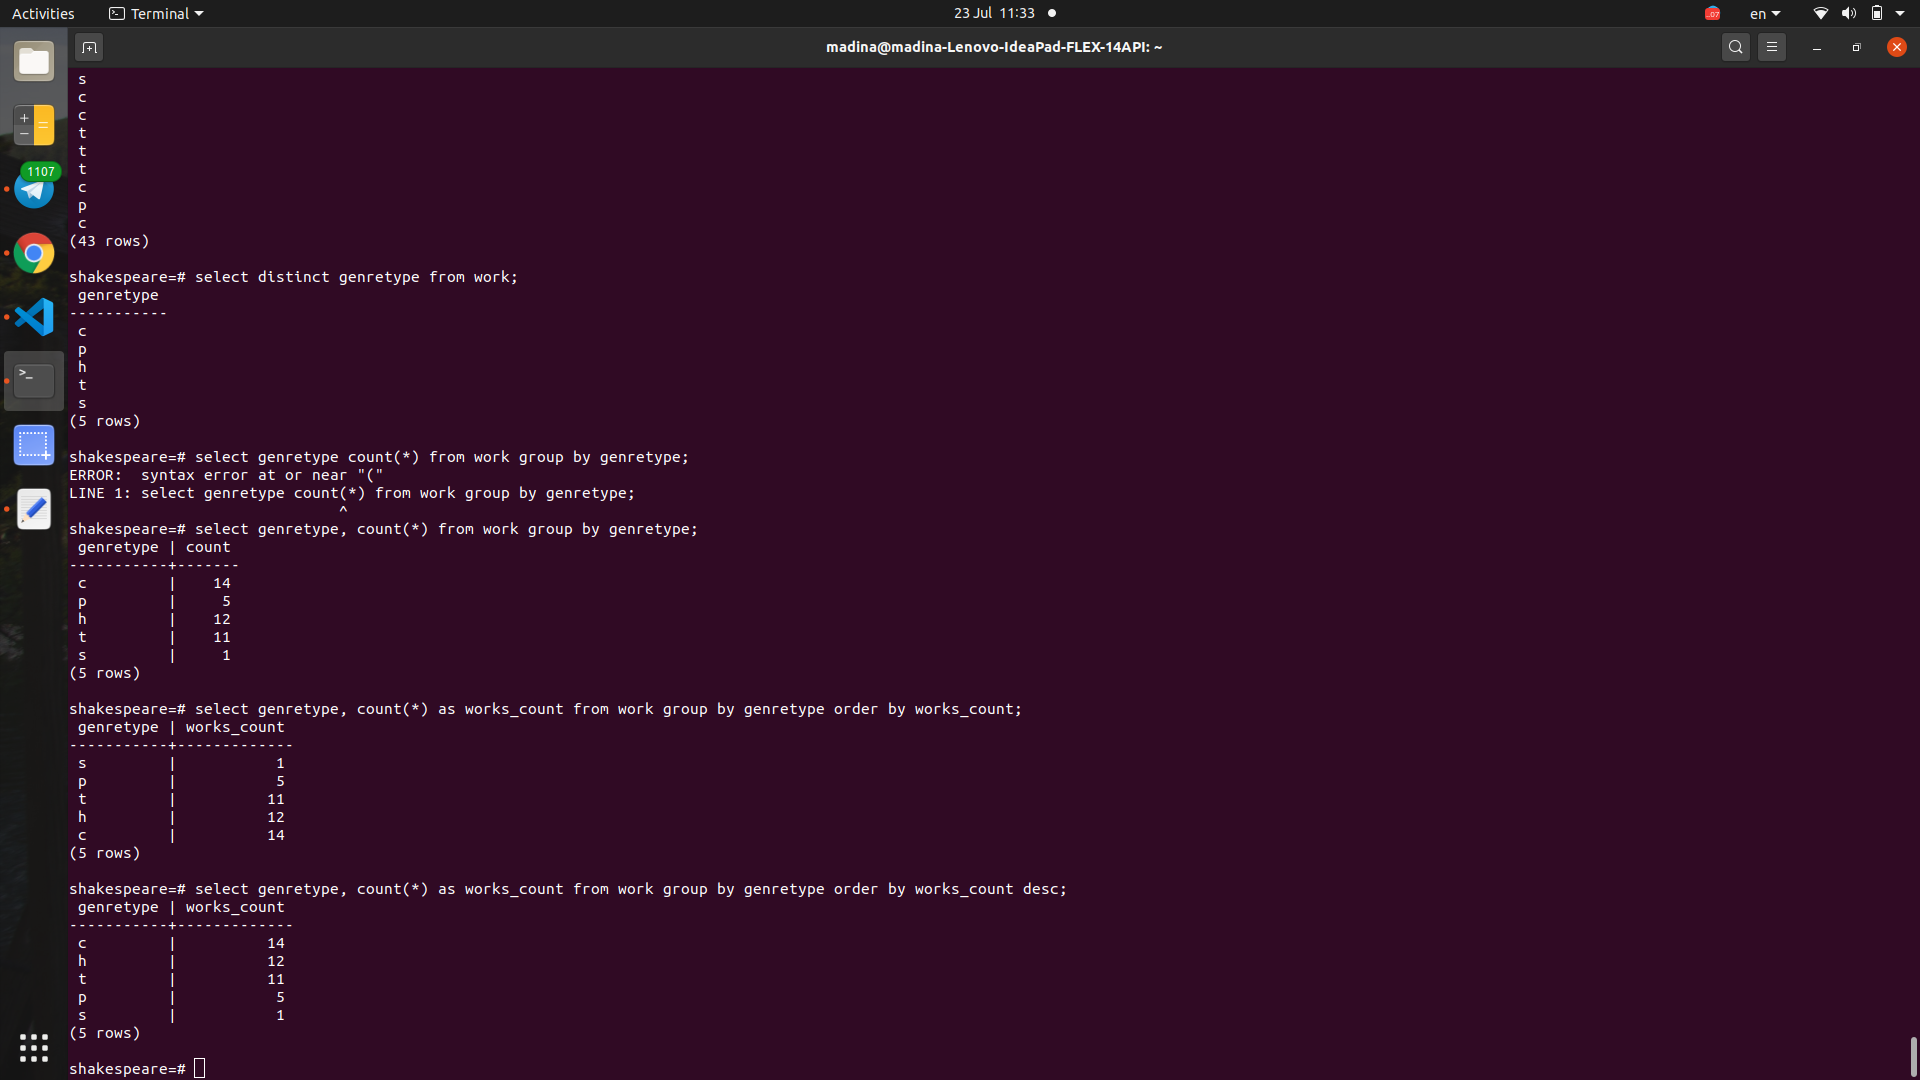 Activities
Terminal
23 Jul 11:33
en
madina@madina-Lenovo-IdeaPad-FLEX-14API: ~
1107
s
c
c
t
t
t
c
p
c
(43 rows)
shakespeare=# select distinct genretype from work;
 genretype
-----------
 c
 p
 h
 t
 s
(5 rows)
shakespeare=# select genretype count(*) from work group by genretype;
ERROR:  syntax error at or near "("
LINE 1: select genretype count(*) from work group by genretype;
                              ^
shakespeare=# select genretype, count(*) from work group by genretype;
 genretype | count
-----------+-------
 c         |    14
 p         |     5
 h         |    12
 t         |    11
 s         |     1
(5 rows)
shakespeare=# select genretype, count(*) as works_count from work group by genretype order by works_count;
 genretype | works_count
-----------+-------------
 s         |           1
 p         |           5
 t         |          11
 h         |          12
 c         |          14
(5 rows)
shakespeare=# select genretype, count(*) as works_count from work group by genretype order by works_count desc;
 genretype | works_count
-----------+-------------
 c         |          14
 h         |          12
 t         |          11
 p         |           5
 s         |           1
(5 rows)
shakespeare=#